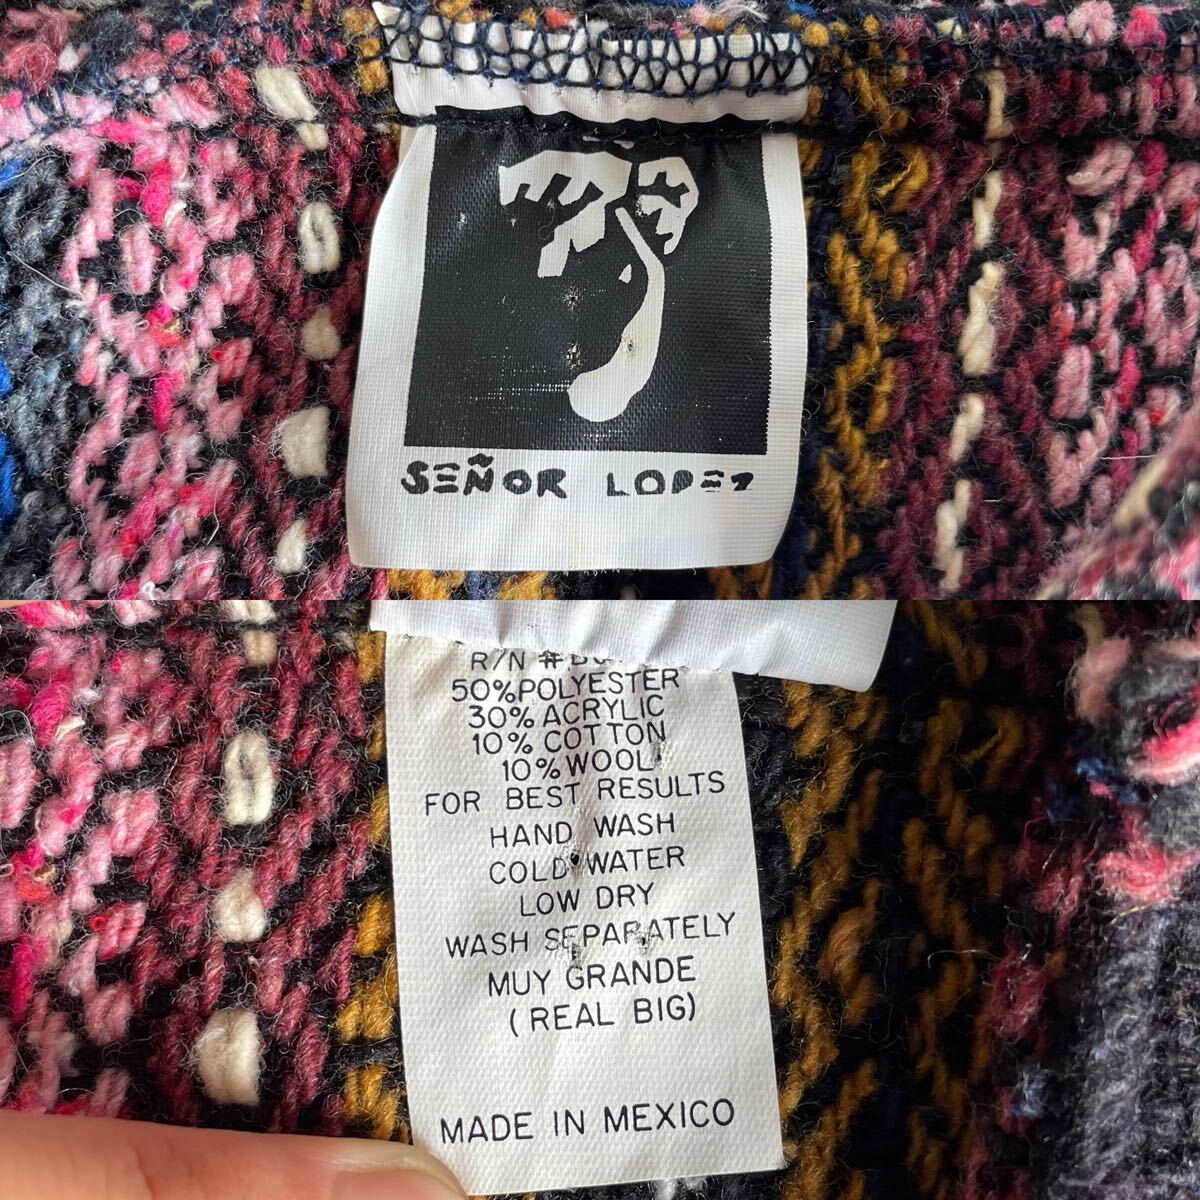 SEÑOR LOPEZ
R/N #
50% POLYESTER
30% ACRYLIC
10% COTTON
10% WOOL
FOR BEST RESULTS
HAND WASH
COLD WATER
LOW DRY
WASH SEPARATELY
MUY GRANDE
(REAL BIG)
MADE IN MEXICO